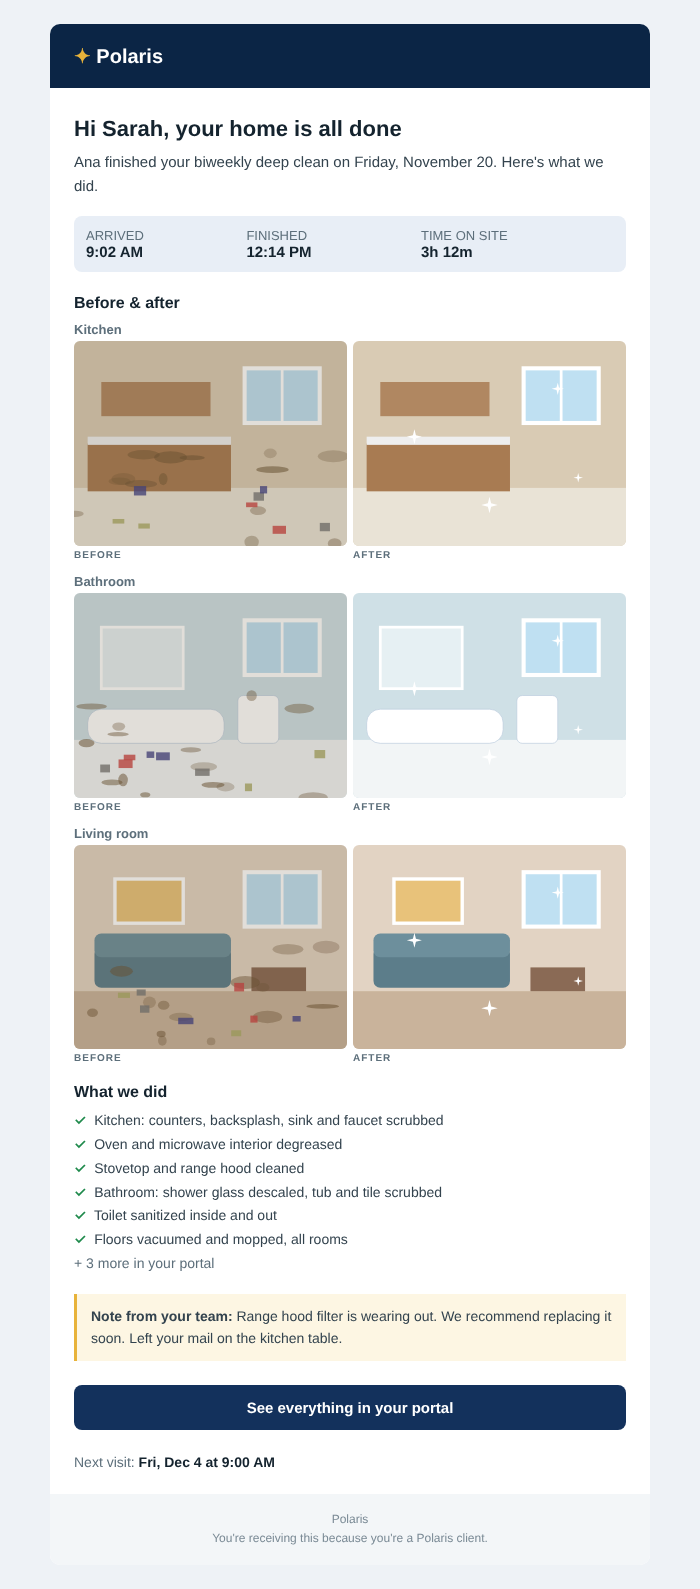 ✦ Polaris
Hi Sarah, your home is all done
Ana finished your biweekly deep clean on Friday, November 20. Here's what we
did.
ARRIVED FINISHED TIME ON SITE
9:02 AM 12:14 PM 3h 12m
Before & after
Kitchen
BEFORE AFTER
Bathroom
BEFORE AFTER
Living room
BEFORE AFTER
What we did
Kitchen: counters, backsplash, sink and faucet scrubbed
Oven and microwave interior degreased
Stovetop and range hood cleaned
Bathroom: shower glass descaled, tub and tile scrubbed
Toilet sanitized inside and out
Floors vacuumed and mopped, all rooms
+ 3 more in your portal
Note from your team: Range hood filter is wearing out. We recommend replacing it
soon. Left your mail on the kitchen table.
See everything in your portal
Next visit: Fri, Dec 4 at 9:00 AM
Polaris
You're receiving this because you're a Polaris client.